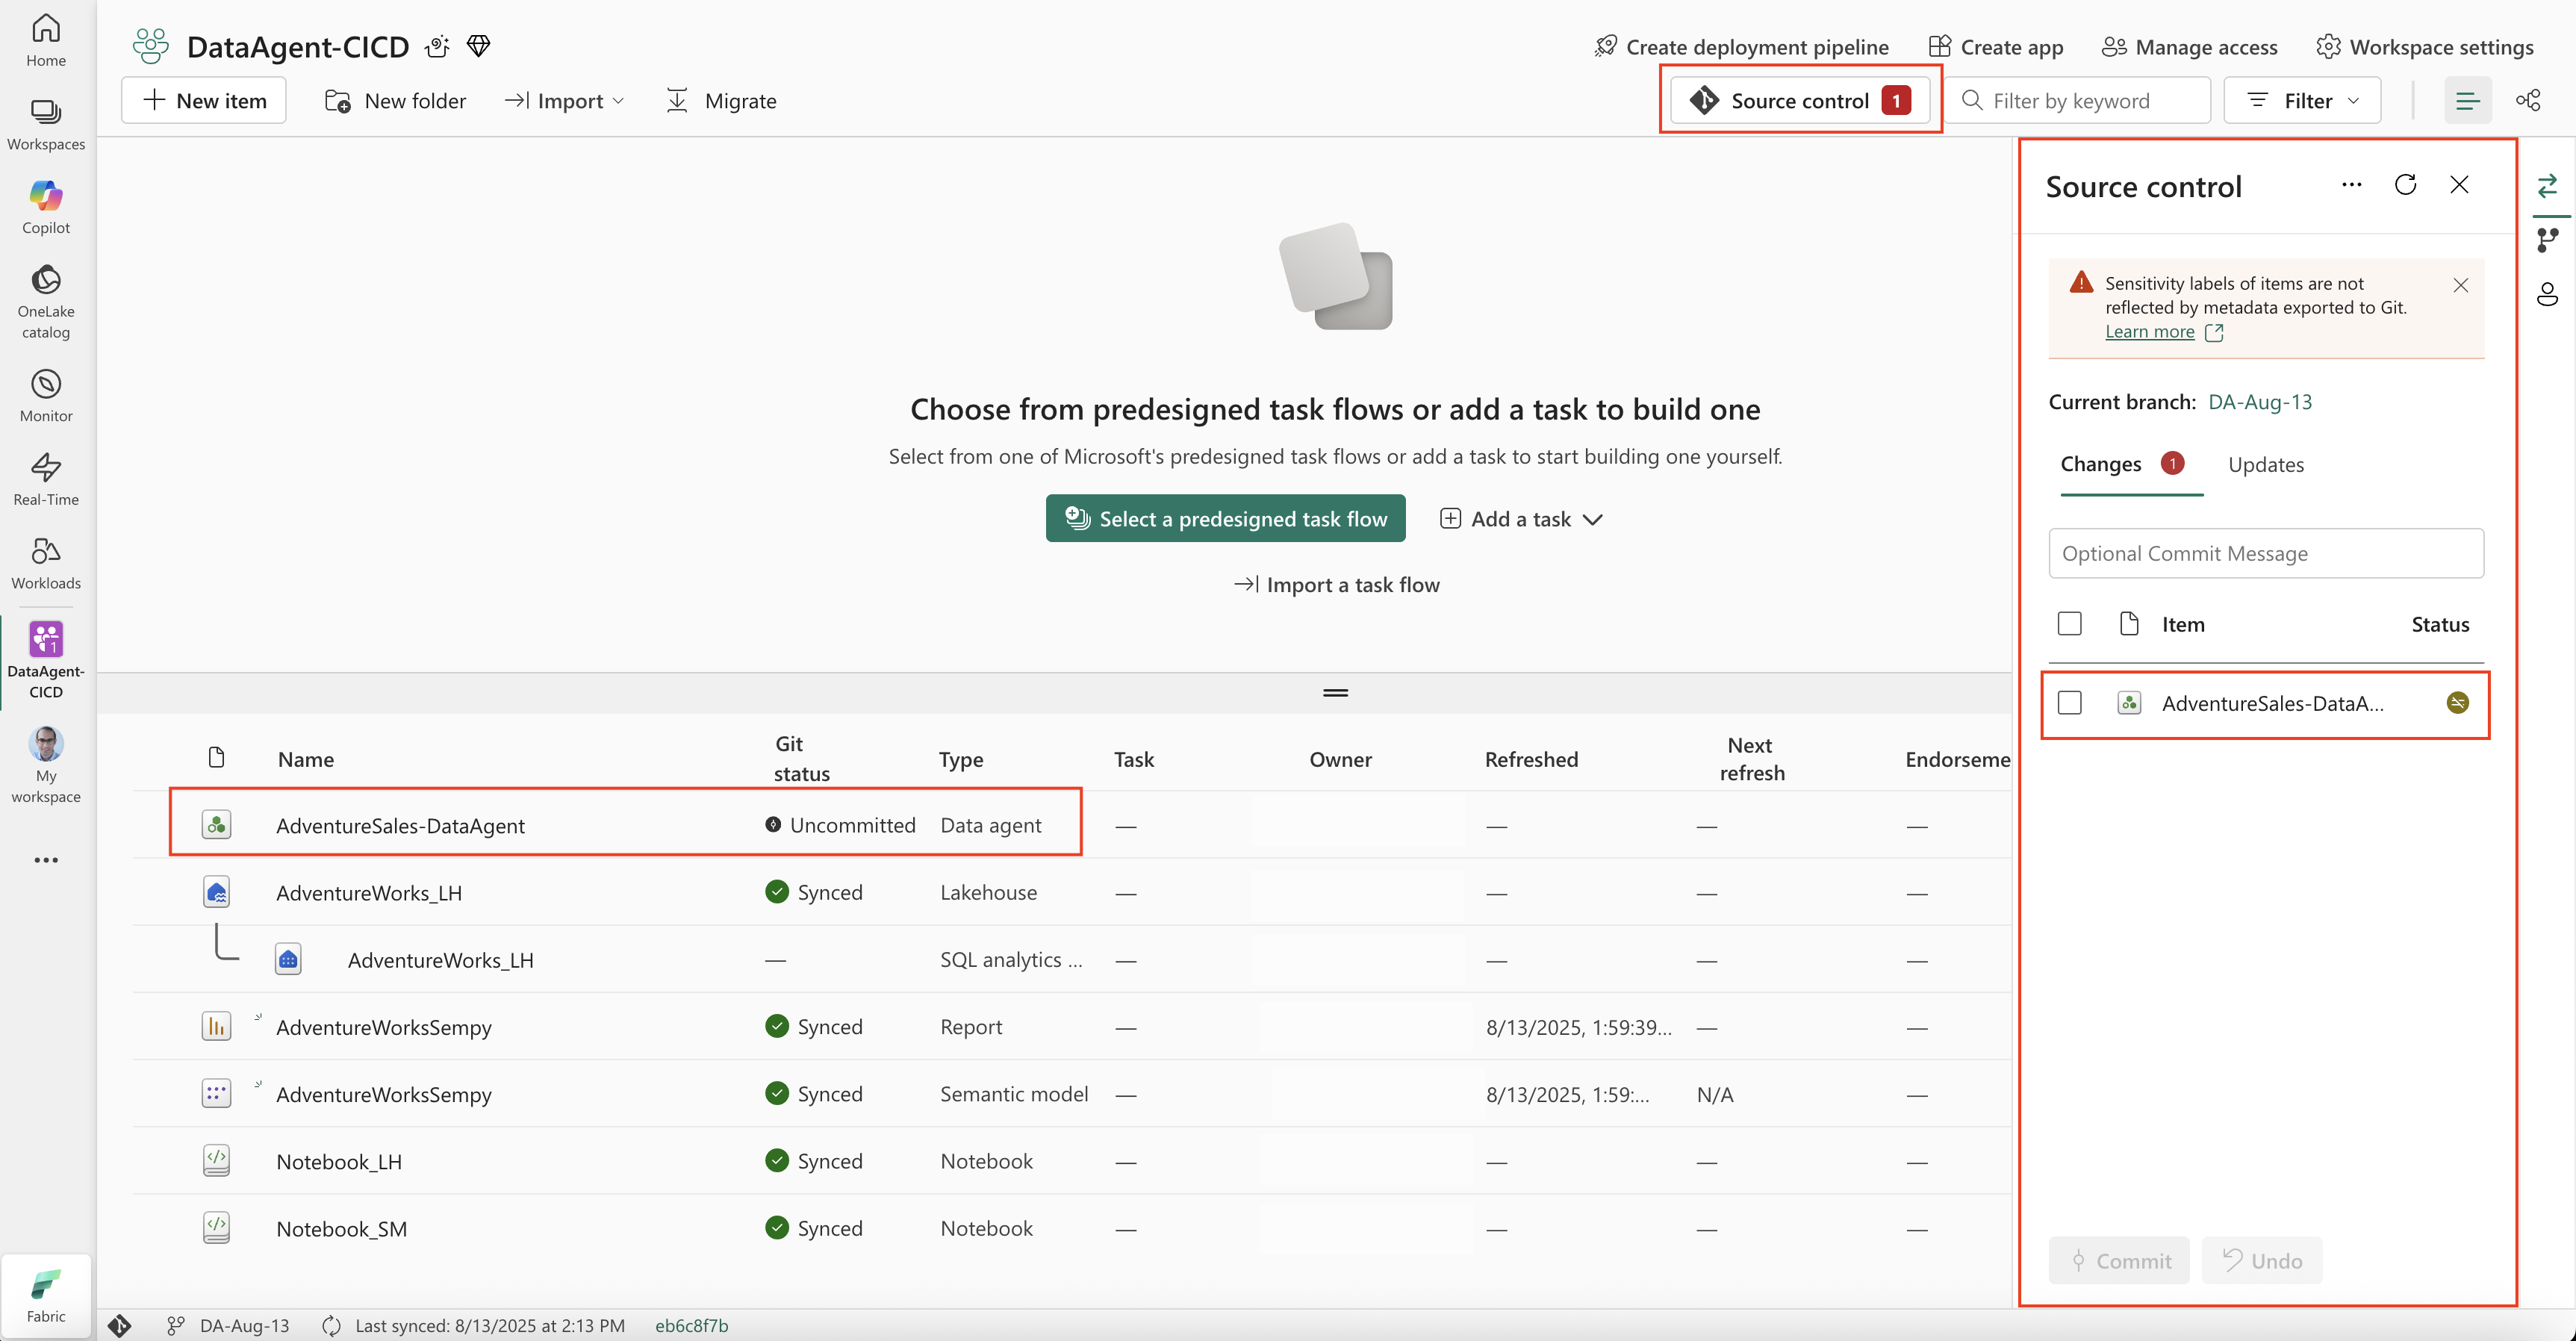 Home
Workspaces
Copilot
OneLake
catalog
Monitor
Real-Time
Workloads
1
DataAgent-
CICD
My
workspace
Fabric
DataAgent-CICD
Create deployment pipeline
Create app
Manage access
Workspace settings
New item
New folder
Import
Migrate
Source control 1
Filter by keyword
Filter
Choose from predesigned task flows or add a task to build one
Select from one of Microsoft's predesigned task flows or add a task to start building one yourself.
Select a predesigned task flow
Add a task
Import a task flow
Name Git status Type Task Owner Refreshed Next refresh Endorseme
AdventureSales-DataAgent Uncommitted Data agent — — — —
AdventureWorks_LH Synced Lakehouse — — — —
AdventureWorks_LH — SQL analytics ... — — — —
AdventureWorksSempy Synced Report — 8/13/2025, 1:59:39... — —
AdventureWorksSempy Synced Semantic model — 8/13/2025, 1:59:... N/A —
Notebook_LH Synced Notebook — — — —
Notebook_SM Synced Notebook — — — —
Source control
Sensitivity labels of items are not
reflected by metadata exported to Git.
Learn more
Current branch: DA-Aug-13
Changes 1 Updates
Optional Commit Message
Item Status
AdventureSales-DataA...
Commit
Undo
DA-Aug-13
Last synced: 8/13/2025 at 2:13 PM
eb6c8f7b